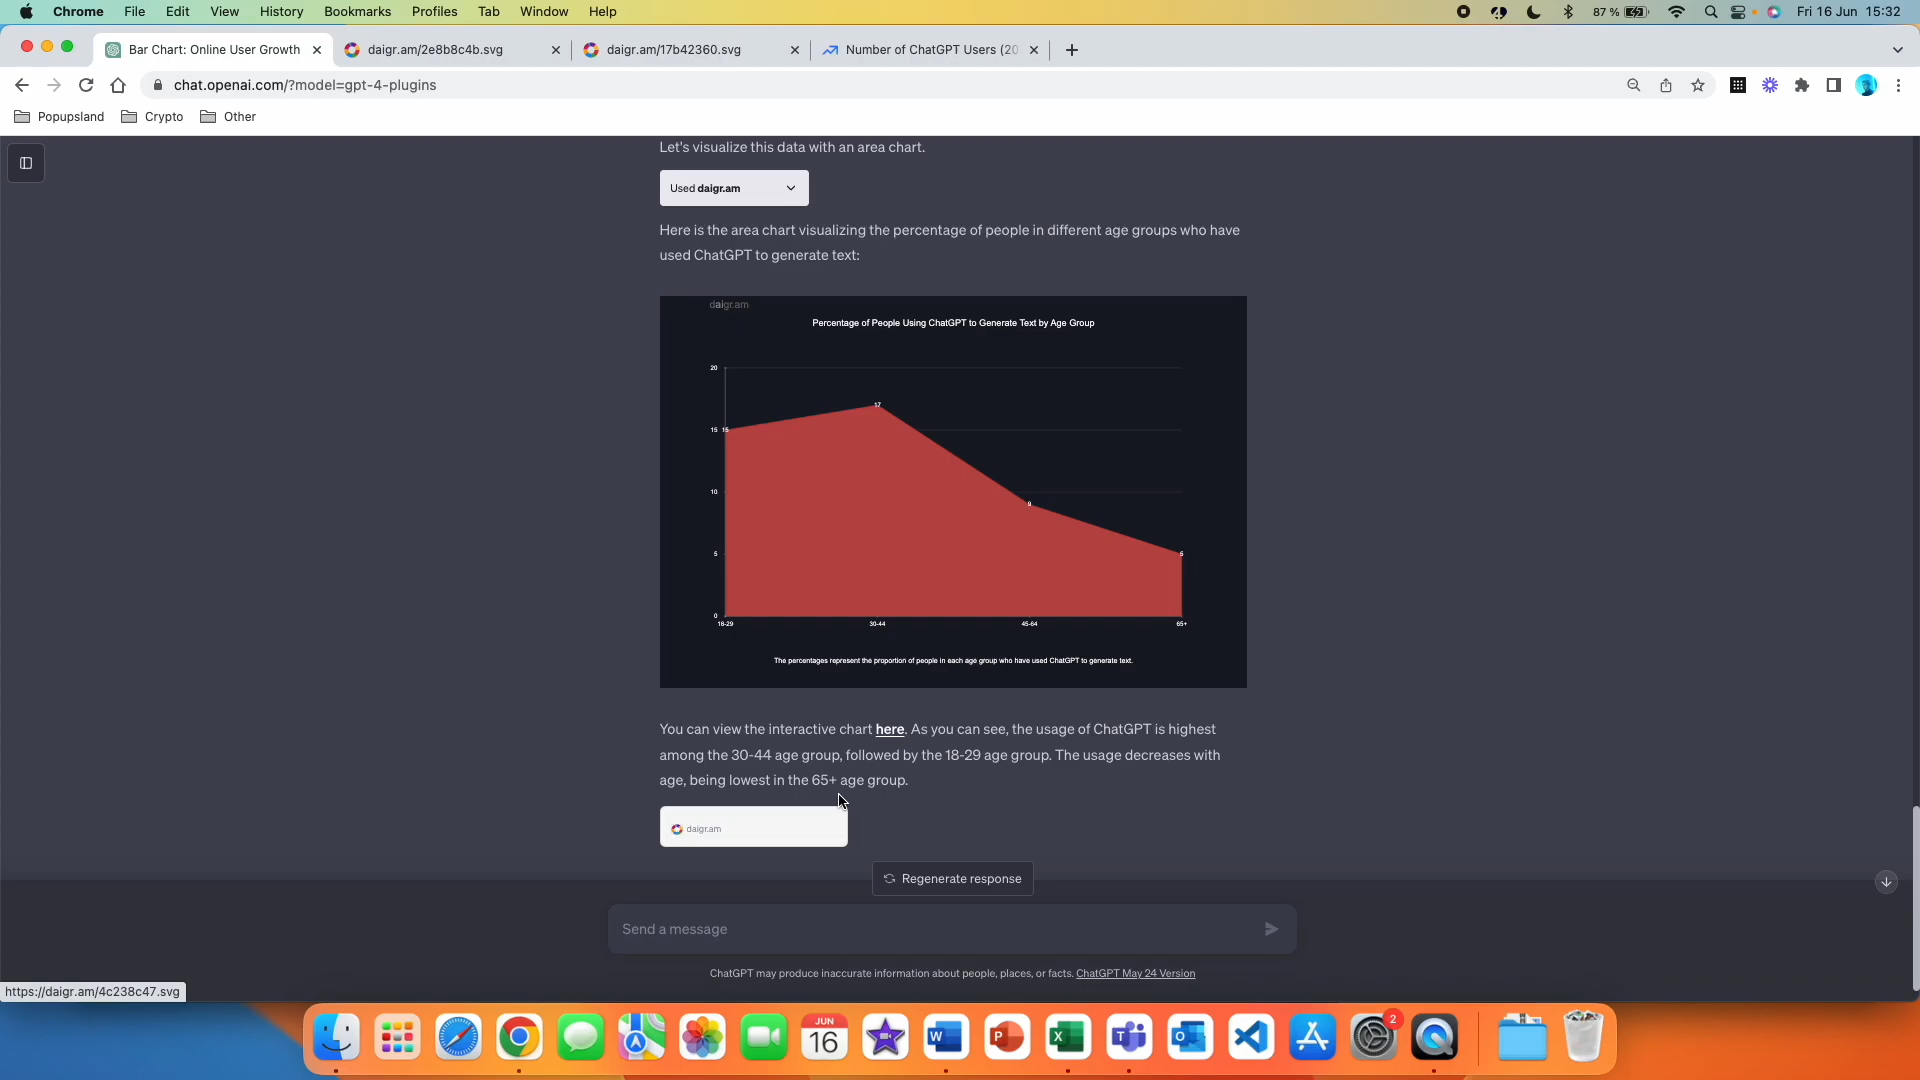 Chrome File Edit View History Bookmarks Profiles Tab Window Help 87 % Fri 16 Jun 15:32
Bar Chart: Online User Growth daigr.am/2e8b8c4b.svg daigr.am/17b42360.svg Number of ChatGPT Users (20
chat.openai.com/?model=gpt-4-plugins
Popupsland Crypto Other
Let's visualize this data with an area chart.
Used daigr.am
Here is the area chart visualizing the percentage of people in different age groups who have
used ChatGPT to generate text:
daigr.am
Percentage of People Using ChatGPT to Generate Text by Age Group
20
17
15 15
10
9
5 5
0
18-29 30-44 45-64 65+
The percentages represent the proportion of people in each age group who have used ChatGPT to generate text.
You can view the interactive chart here. As you can see, the usage of ChatGPT is highest
among the 30-44 age group, followed by the 18-29 age group. The usage decreases with
age, being lowest in the 65+ age group.
daigr.am
Regenerate response
Send a message
ChatGPT may produce inaccurate information about people, places, or facts. ChatGPT May 24 Version
https://daigr.am/4c238c47.svg
JUN
16
2
W P X T O